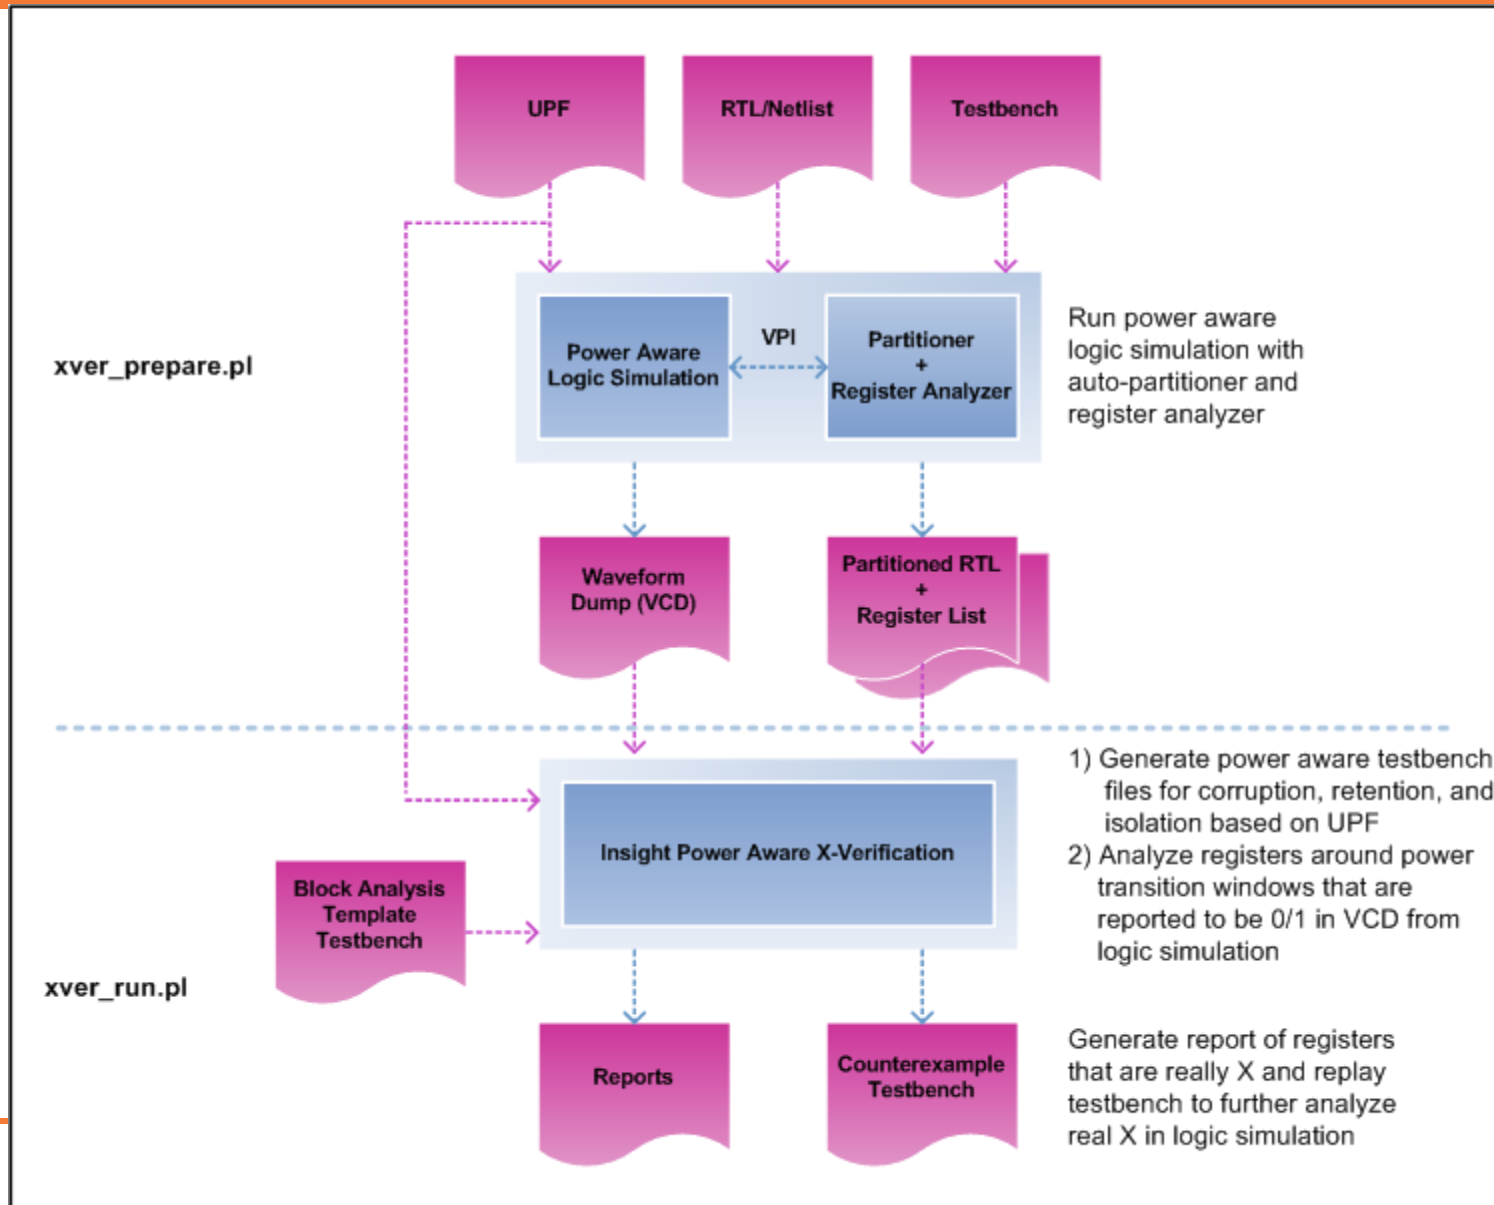 UPF
RTL/Netlist
Testbench
xver_prepare.pl
Power Aware
Logic Simulation
VPI
Partitioner
+
Register Analyzer
Run power aware
logic simulation with
auto-partitioner and
register analyzer
Waveform
Dump (VCD)
Partitioned RTL
+
Register List
1) Generate power aware testbench
files for corruption, retention, and
isolation based on UPF
2) Analyze registers around power
transition windows that are
reported to be 0/1 in VCD from
logic simulation
Insight Power Aware X-Verification
Block Analysis
Template
Testbench
xver_run.pl
Reports
Counterexample
Testbench
Generate report of registers
that are really X and replay
testbench to further analyze
real X in logic simulation